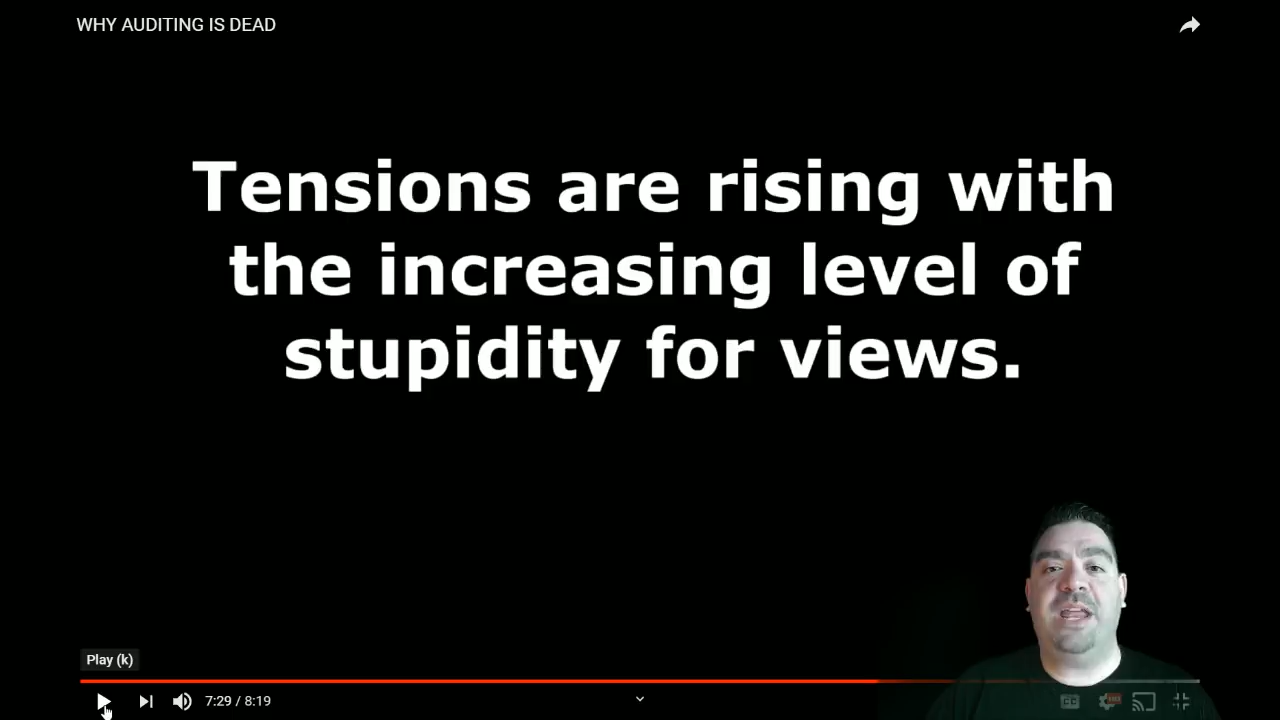 WHY AUDITING IS DEAD
Tensions are rising with
the increasing level of
stupidity for views.
Play (k)
7:29 / 8:19
CC